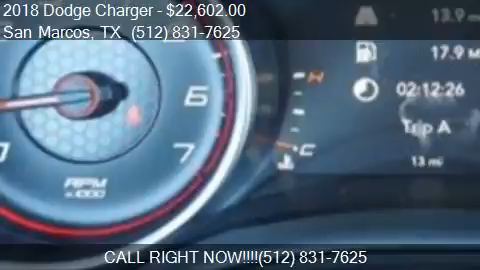 2018 Dodge Charger - $22,602.00
San Marcos, TX (512) 831-7625
13.9 m
6
H
17.9 M
02:12:26
Trip A
7
C
13 mi
RPM
x 1000
CALL RIGHT NOW!!!!(512) 831-7625